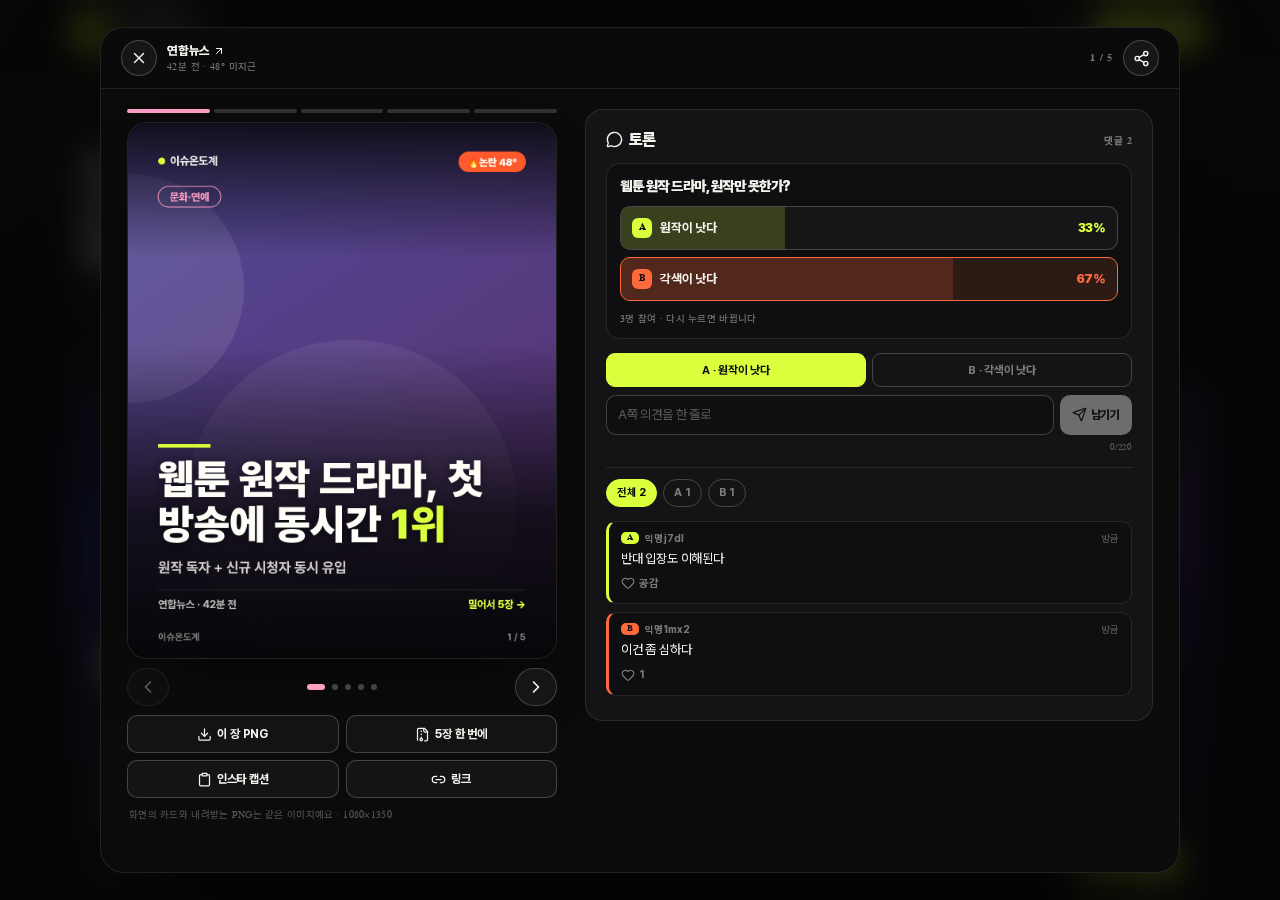 연합뉴스
42분 전 · 48° 미지근
1 / 5
이슈온도계
🔥논란 48°
문화·연예
웹툰 원작 드라마, 첫
방송에 동시간 1위
원작 독자 + 신규 시청자 동시 유입
연합뉴스 · 42분 전
밀어서 5장 →
이슈온도계
1 / 5
이 장 PNG
5장 한 번에
인스타 캡션
링크
화면의 카드와 내려받는 PNG는 같은 이미지예요 · 1080×1350
토론
댓글 2
웹툰 원작 드라마, 원작만 못한가?
A 원작이 낫다 33%
B 각색이 낫다 67%
3명 참여 · 다시 누르면 바뀝니다
A · 원작이 낫다
B · 각색이 낫다
A쪽 의견을 한 줄로
남기기
0/220
전체 2
A 1
B 1
A 익명j7dl 방금
반대 입장도 이해된다
공감
B 익명1mx2 방금
이건 좀 심하다
1